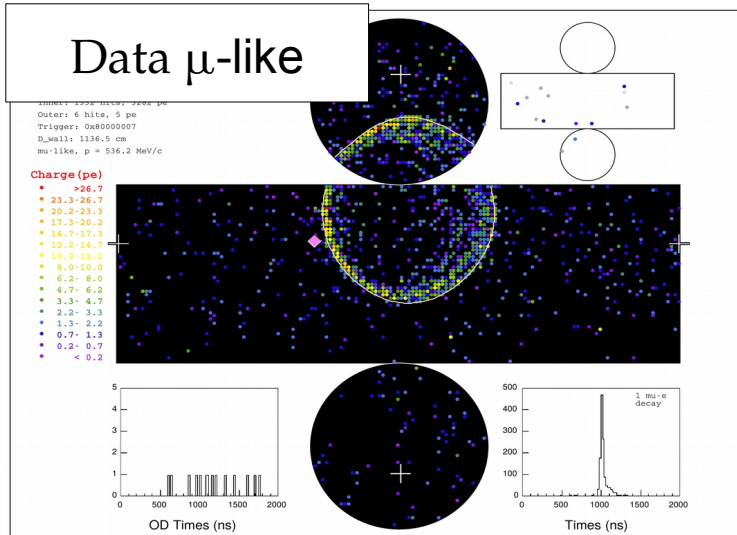 Data μ-like
Outer: 6 hits, 5 pe
Trigger: 0x80000007
D_wall: 1136.5 cm
mu-like, p = 536.2 MeV/c
Charge(pe)
>26.7
23.3-26.7
20.2-23.3
17.3-20.2
14.7-17.3
12.2-14.7
10.0-12.2
8.0-10.0
6.2- 8.0
4.7- 6.2
3.3- 4.7
2.2- 3.3
1.3- 2.2
0.7- 1.3
0.2- 0.7
< 0.2
5
4
3
2
1
0
0 500 1000 1500 2000
OD Times (ns)
500
400
300
200
100
0
1 mu-e
decay
0 500 1000 1500 2000
Times (ns)